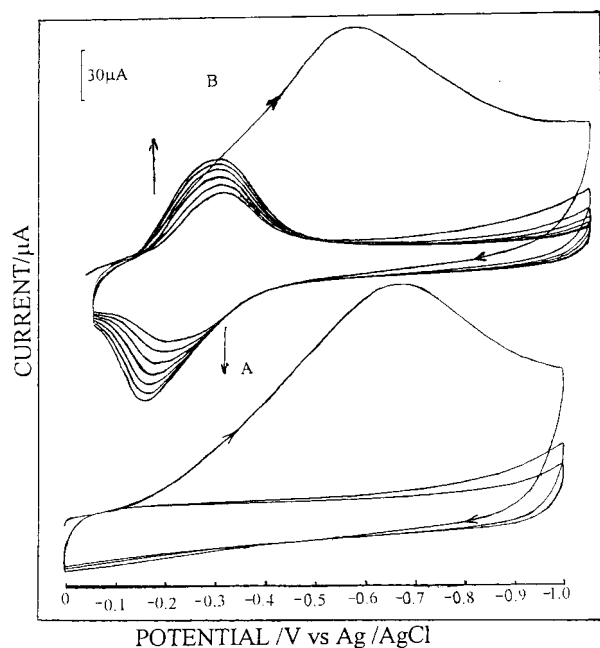 30μA
B
A
CURRENT/μA
0 -0.1 -0.2 -0.3 -0.4 -0.5 -0.6 -0.7 -0.8 -0.9 -1.0
POTENTIAL /V vs Ag /AgCl